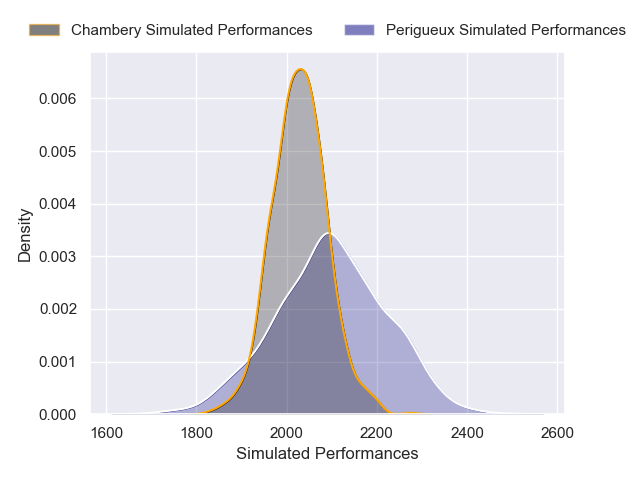 Chambery Simulated Performances
Perigueux Simulated Performances
Density
0.006
0.005
0.004
0.003
0.002
0.001
0.000
1600 1800 2000 2200 2400 2600
Simulated Performances